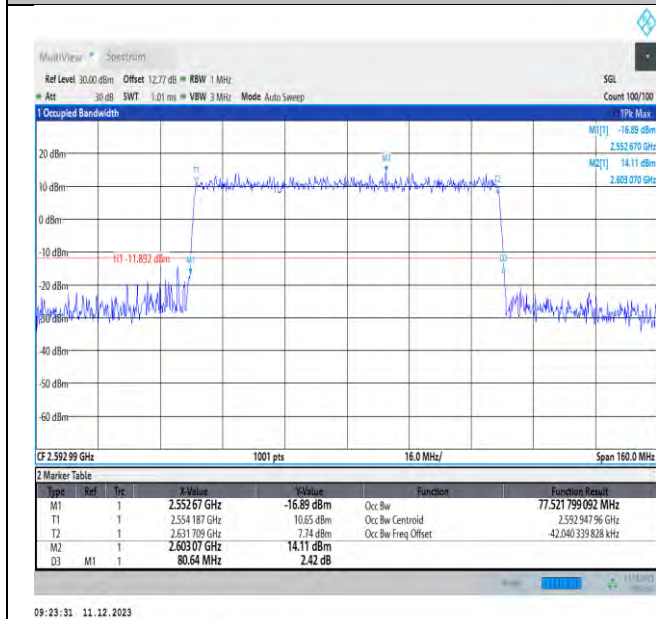 MultiView Spectrum
Ref Level 30.00 dBm Offset 12.77 dB RBW 1 MHz SGL
Att 30 dB SWT 1.01 ms VBW 3 MHz Mode Auto Sweep Count 100/100
1 Occupied Bandwidth 1Pk Max
M1[1] -16.89 dBm
2.552 670 GHz
M2[1] 14.11 dBm
2.603 070 GHz
20 dBm
T1
M2
T2
10 dBm
0 dBm
-10 dBm
H1 -11.892 dBm
M1
D3
-20 dBm
-30 dBm
-40 dBm
-50 dBm
-60 dBm
CF 2.592 99 GHz 1001 pts 16.0 MHz/ Span 160.0 MHz
2 Marker Table
Type Ref Trc X-Value Y-Value Function Function Result
M1 1 2.552 67 GHz -16.89 dBm Occ Bw 77.521 799 092 MHz
T1 1 2.554 187 GHz 10.65 dBm Occ Bw Centroid 2.592 947 96 GHz
T2 1 2.631 709 GHz 7.74 dBm Occ Bw Freq Offset -42.040 339 828 kHz
M2 1 2.603 07 GHz 14.11 dBm
D3 M1 1 80.64 MHz 2.42 dB
09:23:31 11.12.2023